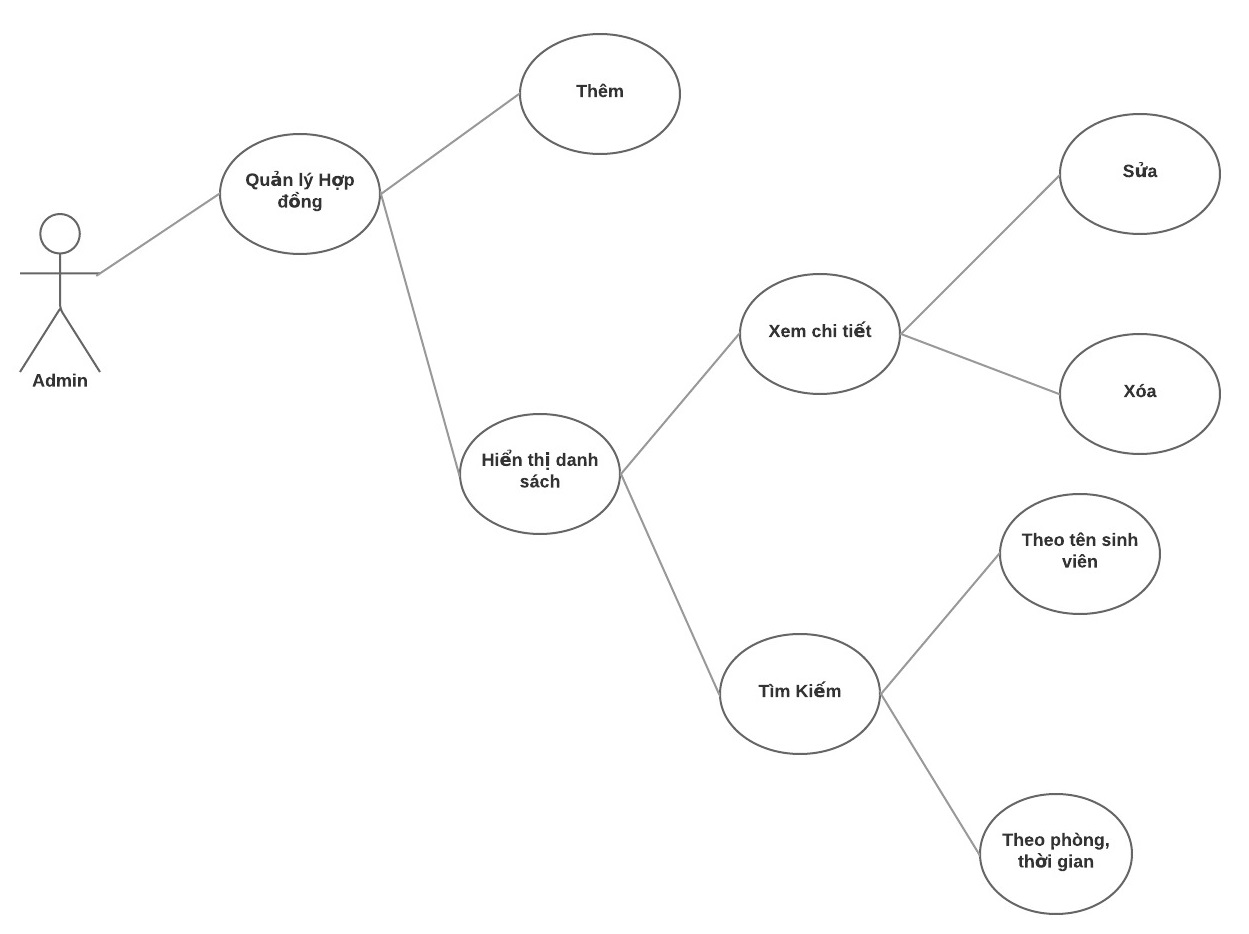 Thêm
Sửa
Quản lý Hợp
đồng
Xem chi tiết
Admin
Xóa
Hiển thị danh
sách
Theo tên sinh
viên
Tìm Kiếm
Theo phòng,
thời gian